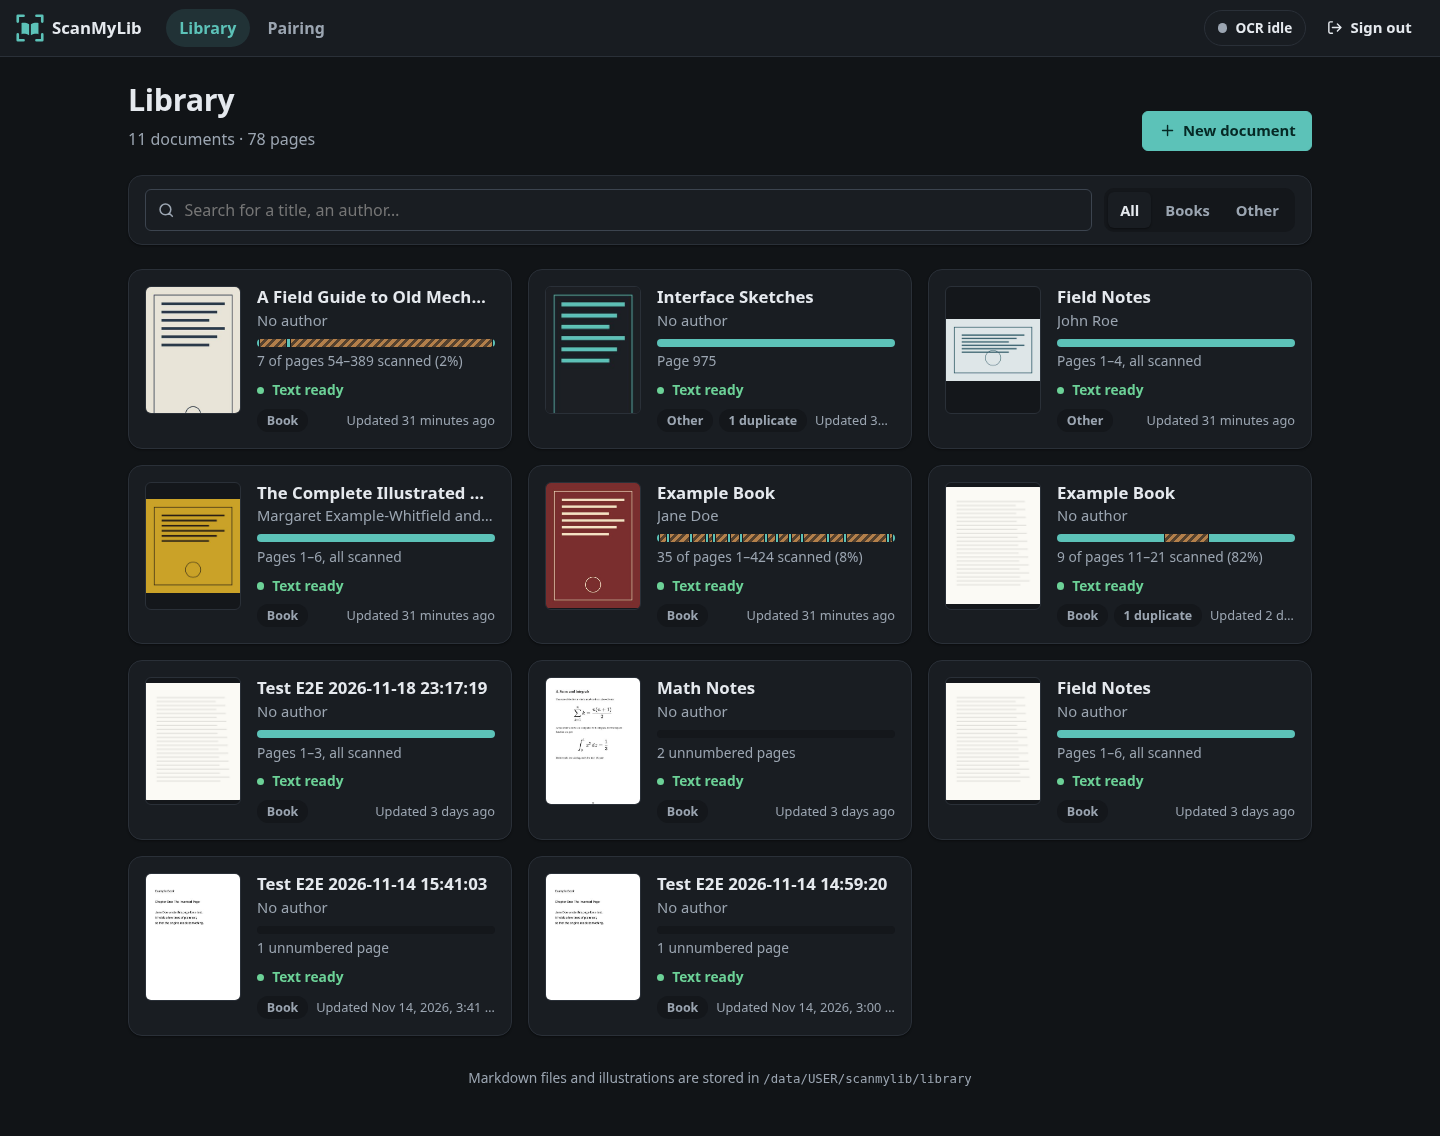 ScanMyLib
Library
Pairing
OCR idle
Sign out
Library
11 documents · 78 pages
New document
Search for a title, an author...
All
Books
Other
A Field Guide to Old Mech...
No author
7 of pages 54–389 scanned (2%)
Text ready
Book
Updated 31 minutes ago
Interface Sketches
No author
Page 975
Text ready
Other
1 duplicate
Updated 3...
Field Notes
John Roe
Pages 1–4, all scanned
Text ready
Other
Updated 31 minutes ago
The Complete Illustrated ...
Margaret Example-Whitfield and...
Pages 1–6, all scanned
Text ready
Book
Updated 31 minutes ago
Example Book
Jane Doe
35 of pages 1–424 scanned (8%)
Text ready
Book
Updated 31 minutes ago
Example Book
No author
9 of pages 11–21 scanned (82%)
Text ready
Book
1 duplicate
Updated 2 d...
Test E2E 2026-11-18 23:17:19
No author
Pages 1–3, all scanned
Text ready
Book
Updated 3 days ago
Math Notes
No author
2 unnumbered pages
Text ready
Book
Updated 3 days ago
Field Notes
No author
Pages 1–6, all scanned
Text ready
Book
Updated 3 days ago
Test E2E 2026-11-14 15:41:03
No author
1 unnumbered page
Text ready
Book
Updated Nov 14, 2026, 3:41 ...
Test E2E 2026-11-14 14:59:20
No author
1 unnumbered page
Text ready
Book
Updated Nov 14, 2026, 3:00 ...
Markdown files and illustrations are stored in /data/USER/scanmylib/library